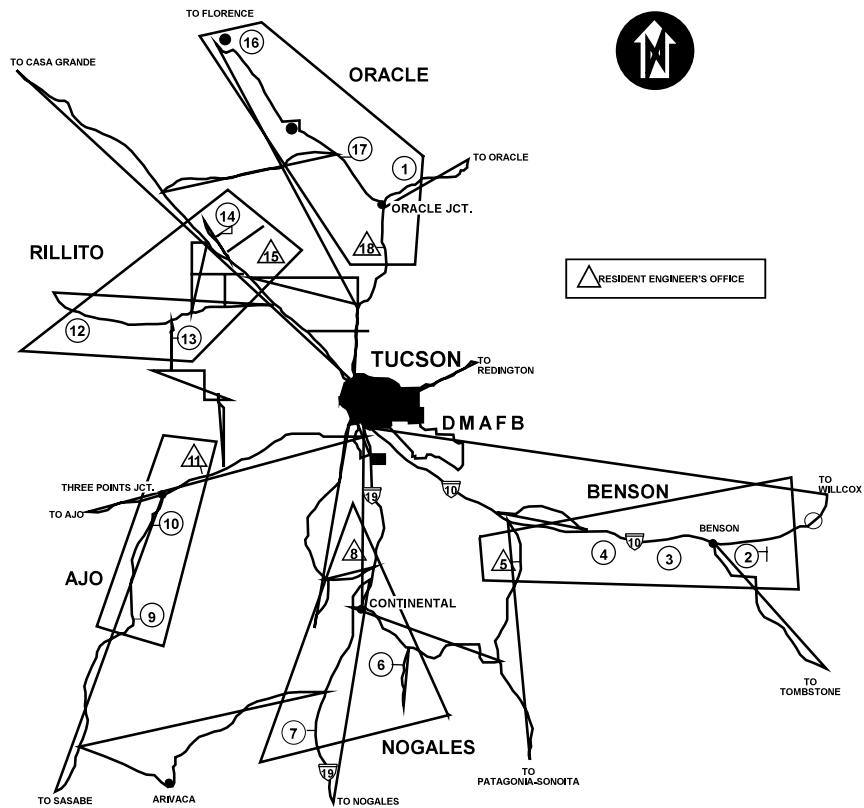 TO FLORENCE
16
TO CASA GRANDE
ORACLE
17
1
TO ORACLE
ORACLE JCT.
14
18
RILLITO
15
RESIDENT ENGINEER'S OFFICE
12
13
TUCSON
TO
REDINGTON
DMAFB
11
THREE POINTS JCT.
TO AJO
10
19
10
BENSON
TO
WILLCOX
BENSON
10
4
3
2
5
8
AJO
9
CONTINENTAL
6
7
NOGALES
TO
TOMBSTONE
19
TO
PATAGONIA-SONOITA
TO SASABE
ARIVACA
TO NOGALES